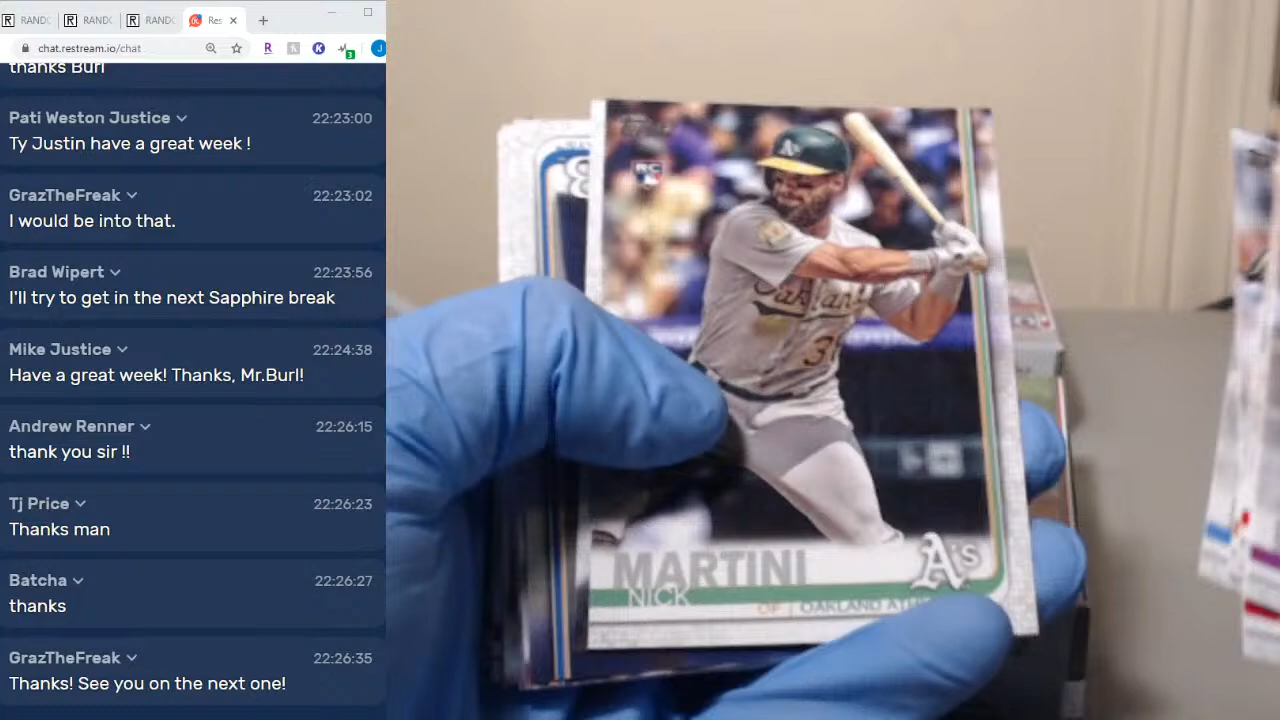 RANDO
RANDO
RANDO
Res
chat.restream.io/chat
3
J
thanks Burl
Pati Weston Justice
22:23:00
Ty Justin have a great week !
GrazTheFreak
22:23:02
I would be into that.
Brad Wipert
22:23:56
I'll try to get in the next Sapphire break
Mike Justice
22:24:38
Have a great week! Thanks, Mr.Burl!
Andrew Renner
22:26:15
thank you sir !!
Tj Price
22:26:23
Thanks man
Batcha
22:26:27
thanks
GrazTheFreak
22:26:35
Thanks! See you on the next one!
RC
A's
Oakland
MARTINI
NICK
OF | OAKLAND ATH
A's